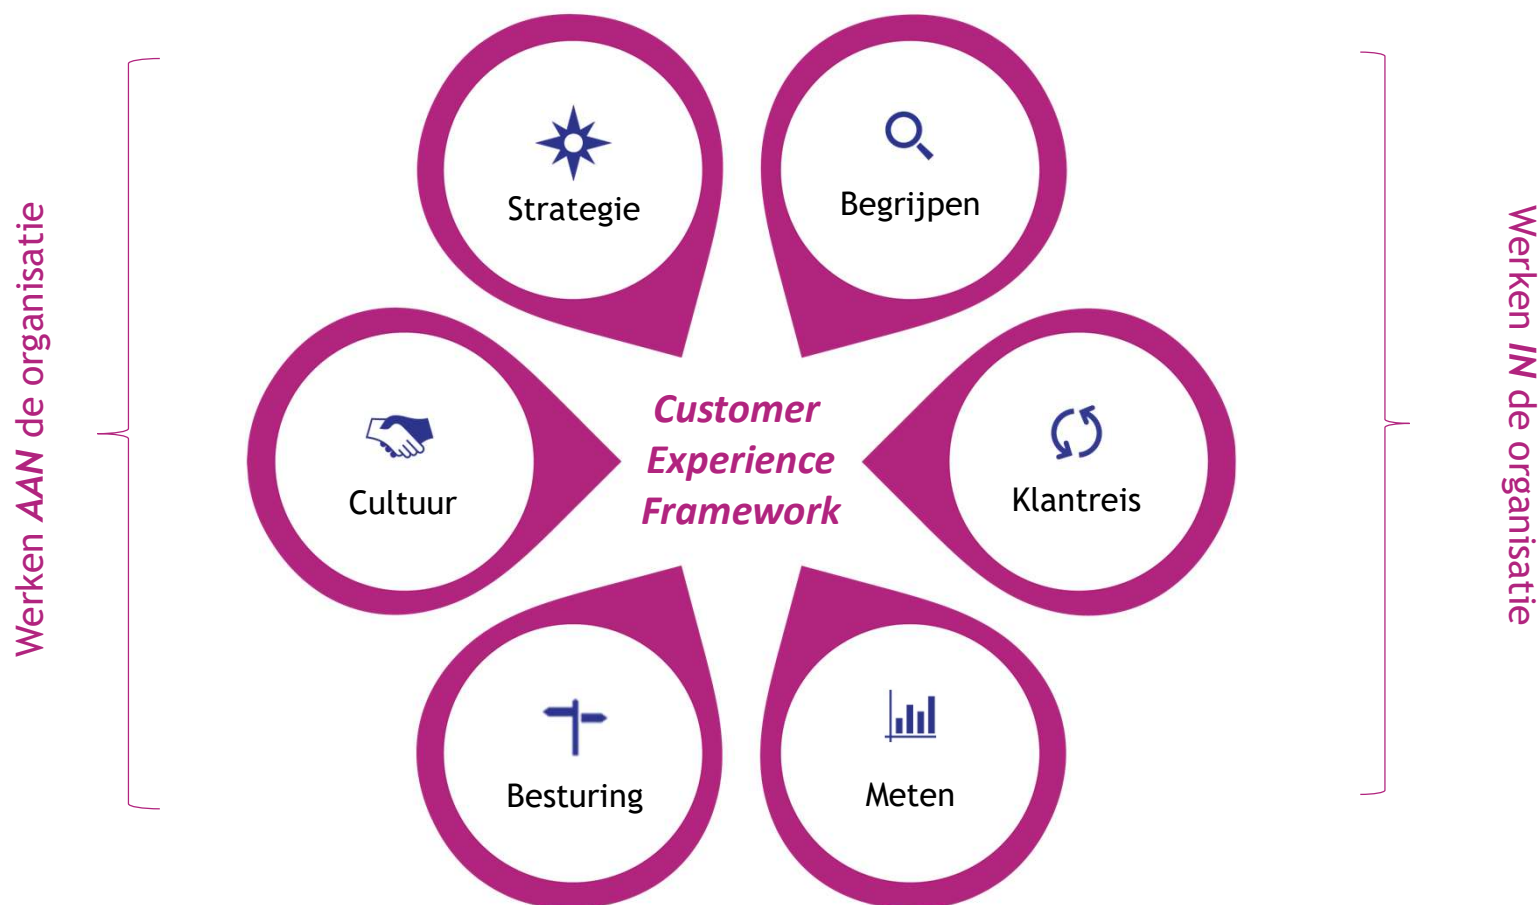 Werken AAN de organisatie
Strategie
Begrijpen
Cultuur
Customer
Experience
Framework
Klantreis
Besturing
Meten
Werken IN de organisatie